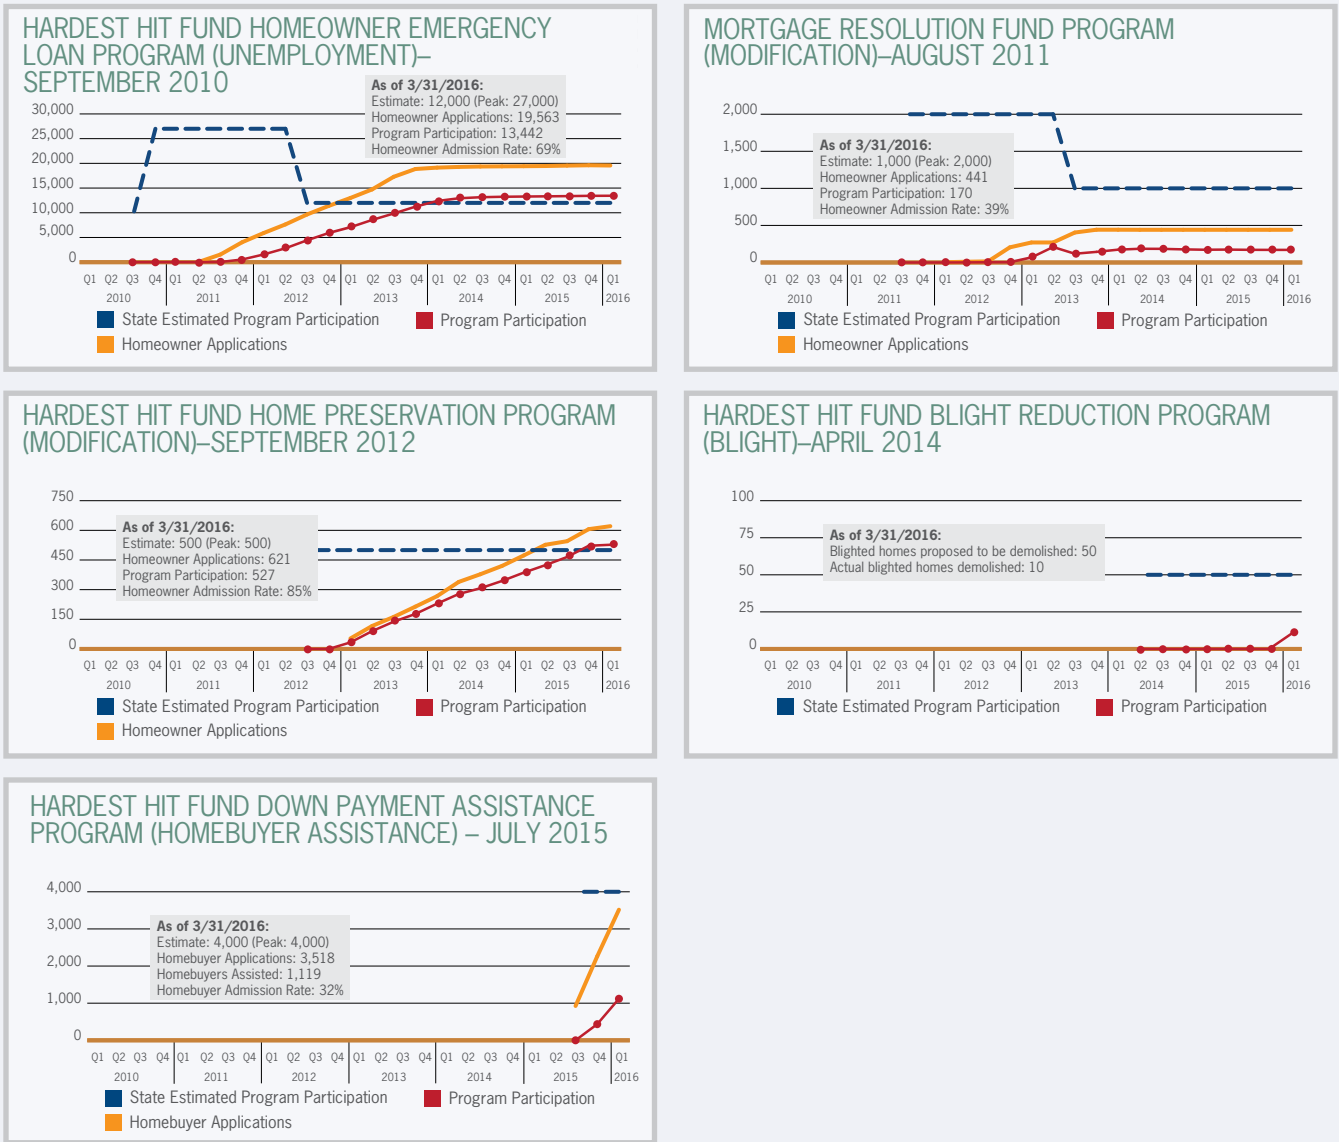 HARDEST HIT FUND HOMEOWNER EMERGENCY
LOAN PROGRAM (UNEMPLOYMENT)–
SEPTEMBER 2010
As of 3/31/2016:
Estimate: 12,000 (Peak: 27,000)
Homeowner Applications: 19,563
Program Participation: 13,442
Homeowner Admission Rate: 69%
30,000
25,000
20,000
15,000
10,000
5,000
0
Q1 Q2 Q3 Q4 Q1 Q2 Q3 Q4 Q1 Q2 Q3 Q4 Q1 Q2 Q3 Q4 Q1 Q2 Q3 Q4 Q1 Q2 Q3 Q4 Q1
2010 2011 2012 2013 2014 2015 2016
State Estimated Program Participation Program Participation
Homeowner Applications
MORTGAGE RESOLUTION FUND PROGRAM
(MODIFICATION)–AUGUST 2011
As of 3/31/2016:
Estimate: 1,000 (Peak: 2,000)
Homeowner Applications: 441
Program Participation: 170
Homeowner Admission Rate: 39%
2,000
1,500
1,000
500
0
Q1 Q2 Q3 Q4 Q1 Q2 Q3 Q4 Q1 Q2 Q3 Q4 Q1 Q2 Q3 Q4 Q1 Q2 Q3 Q4 Q1 Q2 Q3 Q4 Q1
2010 2011 2012 2013 2014 2015 2016
State Estimated Program Participation Program Participation
Homeowner Applications
HARDEST HIT FUND HOME PRESERVATION PROGRAM
(MODIFICATION)–SEPTEMBER 2012
As of 3/31/2016:
Estimate: 500 (Peak: 500)
Homeowner Applications: 621
Program Participation: 527
Homeowner Admission Rate: 85%
750
600
450
300
150
0
Q1 Q2 Q3 Q4 Q1 Q2 Q3 Q4 Q1 Q2 Q3 Q4 Q1 Q2 Q3 Q4 Q1 Q2 Q3 Q4 Q1 Q2 Q3 Q4 Q1
2010 2011 2012 2013 2014 2015 2016
State Estimated Program Participation Program Participation
Homeowner Applications
HARDEST HIT FUND BLIGHT REDUCTION PROGRAM
(BLIGHT)–APRIL 2014
As of 3/31/2016:
Blighted homes proposed to be demolished: 50
Actual blighted homes demolished: 10
100
75
50
25
0
Q1 Q2 Q3 Q4 Q1 Q2 Q3 Q4 Q1 Q2 Q3 Q4 Q1 Q2 Q3 Q4 Q1 Q2 Q3 Q4 Q1 Q2 Q3 Q4 Q1
2010 2011 2012 2013 2014 2015 2016
State Estimated Program Participation Program Participation
HARDEST HIT FUND DOWN PAYMENT ASSISTANCE
PROGRAM (HOMEBUYER ASSISTANCE) – JULY 2015
As of 3/31/2016:
Estimate: 4,000 (Peak: 4,000)
Homebuyer Applications: 3,518
Homebuyers Assisted: 1,119
Homebuyer Admission Rate: 32%
4,000
3,000
2,000
1,000
0
Q1 Q2 Q3 Q4 Q1 Q2 Q3 Q4 Q1 Q2 Q3 Q4 Q1 Q2 Q3 Q4 Q1 Q2 Q3 Q4 Q1 Q2 Q3 Q4 Q1
2010 2011 2012 2013 2014 2015 2016
State Estimated Program Participation Program Participation
Homebuyer Applications